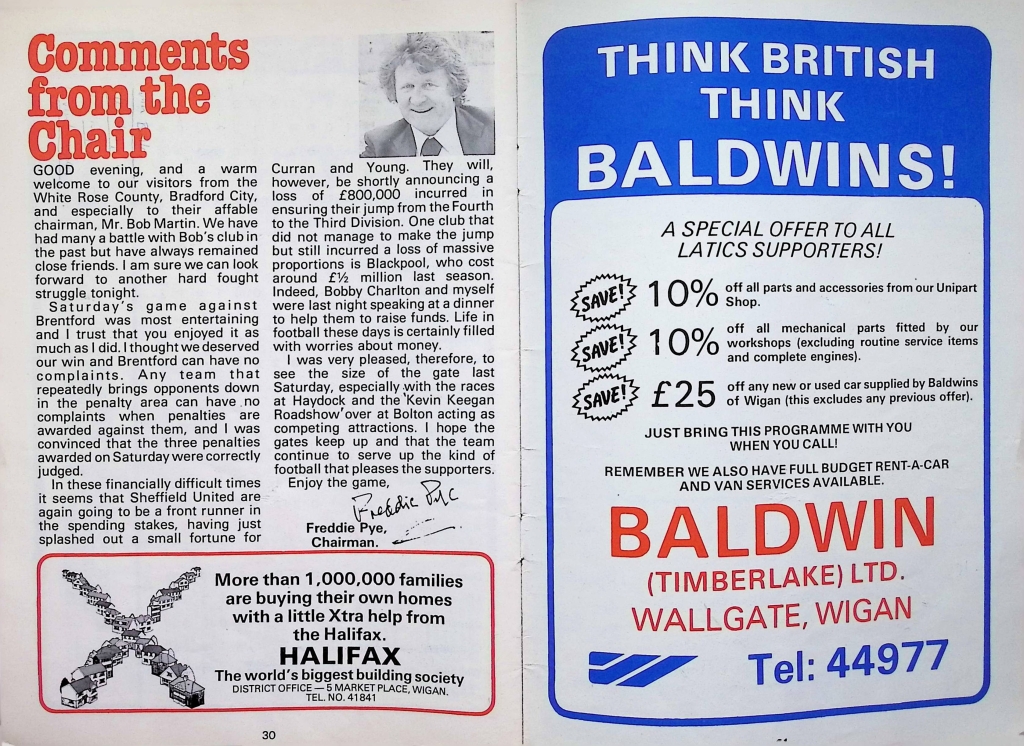 Comments
from the
Chair
GOOD evening, and a warm
welcome to our visitors from the
White Rose County, Bradford City,
and especially to their affable
chairman, Mr. Bob Martin. We have
had many a battle with Bob's club in
the past but have always remained
close friends. I am sure we can look
forward to another hard fought
struggle tonight.
Saturday's game against
Brentford was most entertaining
and I trust that you enjoyed it as
much as I did. I thought we deserved
our win and Brentford can have no
complaints. Any team that
repeatedly brings opponents down
in the penalty area can have no
complaints when penalties are
awarded against them, and I was
convinced that the three penalties
awarded on Saturday were correctly
judged.
In these financially difficult times
it seems that Sheffield United are
again going to be a front runner in
the spending stakes, having just
splashed out a small fortune for
Curran and Young. They will,
however, be shortly announcing a
loss of £800,000 incurred in
ensuring their jump from the Fourth
to the Third Division. One club that
did not manage to make the jump
but still incurred a loss of massive
proportions is Blackpool, who cost
around £½ million last season.
Indeed, Bobby Charlton and myself
were last night speaking at a dinner
to help them to raise funds. Life in
football these days is certainly filled
with worries about money.
I was very pleased, therefore, to
see the size of the gate last
Saturday, especially with the races
at Haydock and the 'Kevin Keegan
Roadshow' over at Bolton acting as
competing attractions. I hope the
gates keep up and that the team
continue to serve up the kind of
football that pleases the supporters.
Enjoy the game,
Freddie Pye
Freddie Pye,
Chairman.
More than 1,000,000 families
are buying their own homes
with a little Xtra help from
the Halifax.
HALIFAX
The world's biggest building society
DISTRICT OFFICE — 5 MARKET PLACE, WIGAN.
TEL. NO. 41841
30
THINK BRITISH
THINK
BALDWINS!
A SPECIAL OFFER TO ALL
LATICS SUPPORTERS!
SAVE! 10% off all parts and accessories from our Unipart
Shop.
SAVE! 10% off all mechanical parts fitted by our
workshops (excluding routine service items
and complete engines).
SAVE! £25 off any new or used car supplied by Baldwins
of Wigan (this excludes any previous offer).
JUST BRING THIS PROGRAMME WITH YOU
WHEN YOU CALL!
REMEMBER WE ALSO HAVE FULL BUDGET RENT-A-CAR
AND VAN SERVICES AVAILABLE.
BALDWIN
(TIMBERLAKE) LTD.
WALLGATE, WIGAN
Tel: 44977